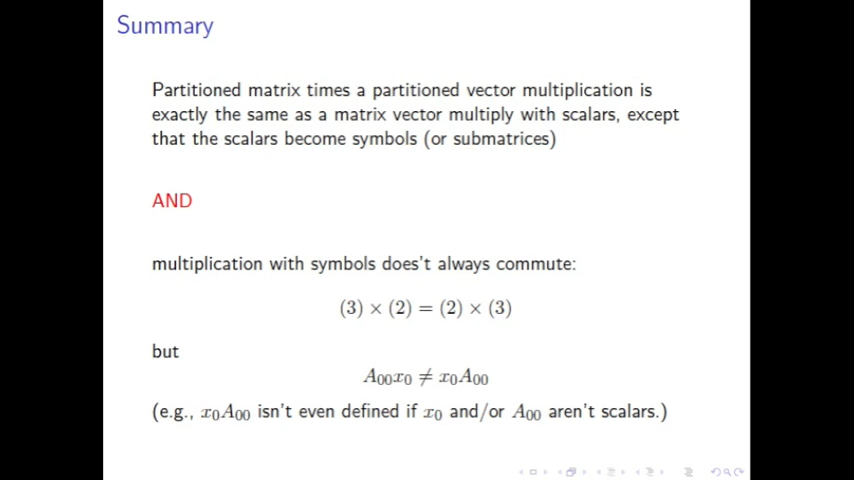 Summary
Partitioned matrix times a partitioned vector multiplication is
exactly the same as a matrix vector multiply with scalars, except
that the scalars become symbols (or submatrices)
AND
multiplication with symbols does't always commute:
(3) × (2) = (2) × (3)
but
A₀₀x₀ ≠ x₀A₀₀
(e.g., x₀A₀₀ isn't even defined if x₀ and/or A₀₀ aren't scalars.)